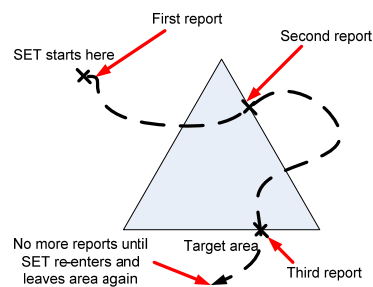 First report
Second report
SET starts here
No more reports until
SET re-enters and
leaves area again
Target area
Third report